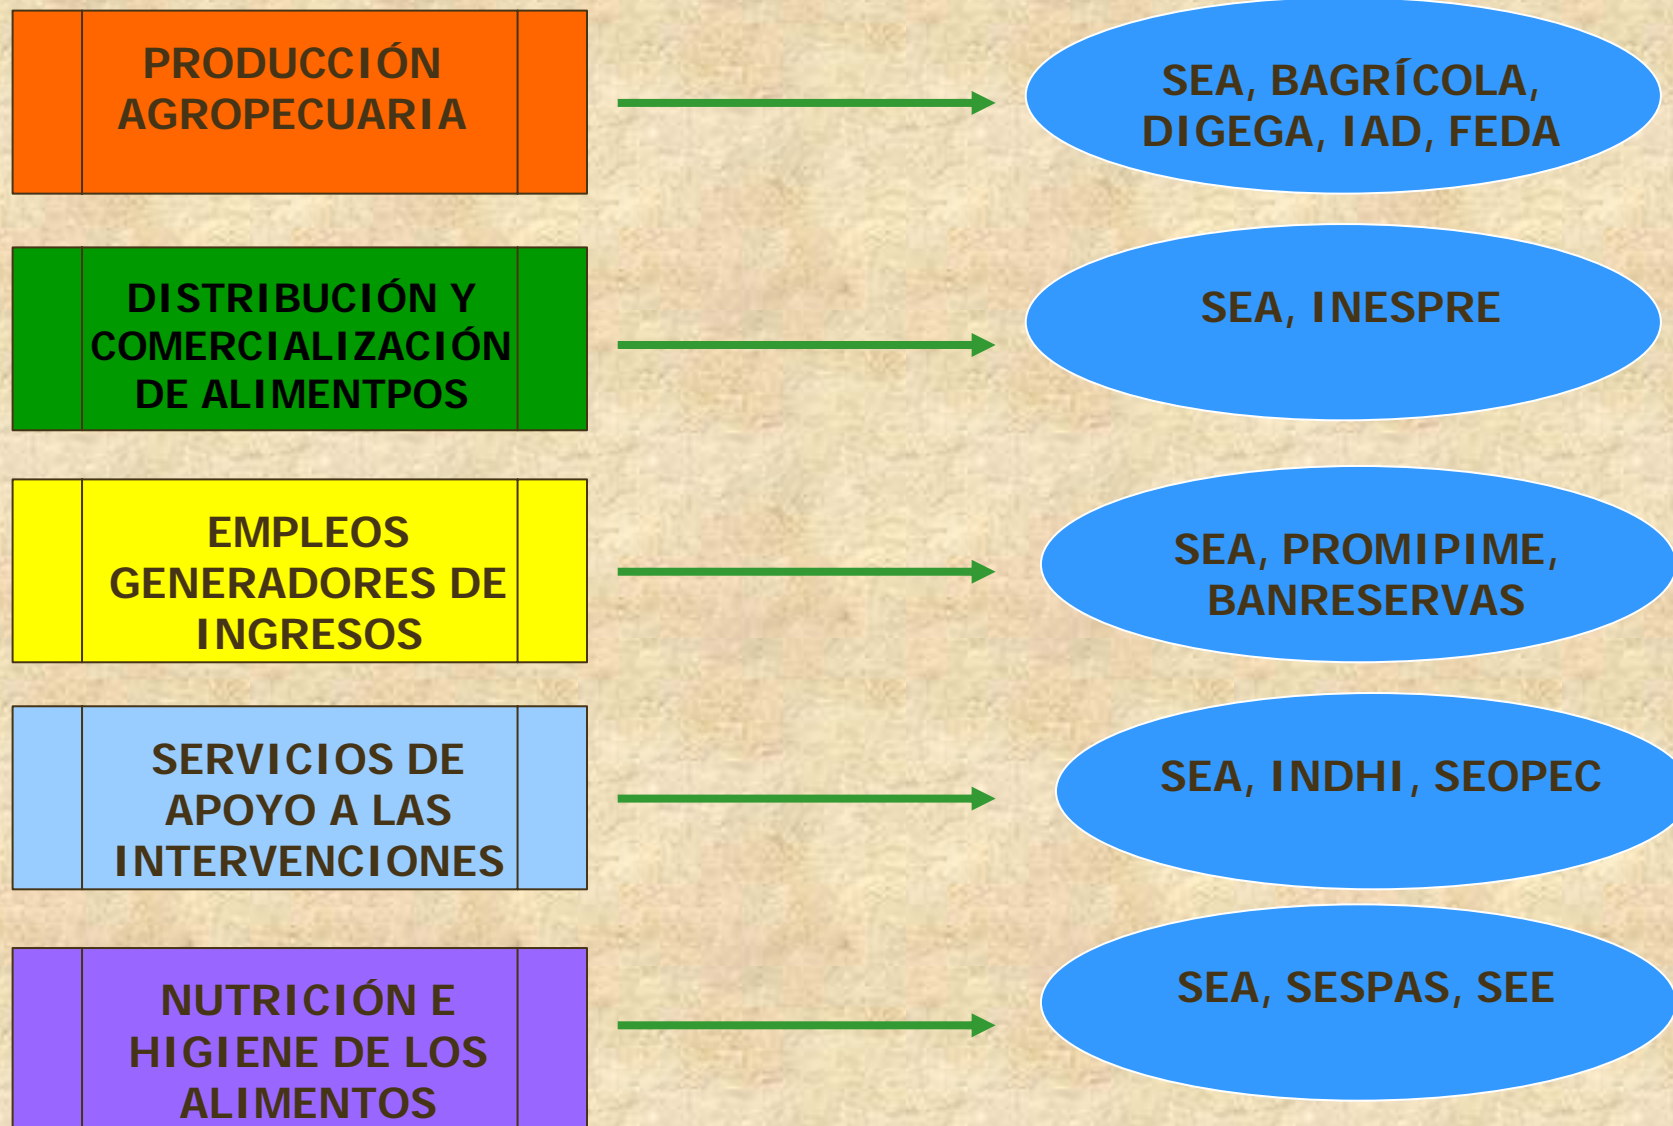 PRODUCCIÓN
AGROPECUARIA
SEA, BAGRÍCOLA,
DIGEGA, IAD, FEDA
DISTRIBUCIÓN Y
COMERCIALIZACIÓN
DE ALIMENTPOS
SEA, INESPRE
EMPLEOS
GENERADORES DE
INGRESOS
SEA, PROMIPIME,
BANRESERVAS
SERVICIOS DE
APOYO A LAS
INTERVENCIONES
SEA, INDHI, SEOPEC
NUTRICIÓN E
HIGIENE DE LOS
ALIMENTOS
SEA, SESPAS, SEE